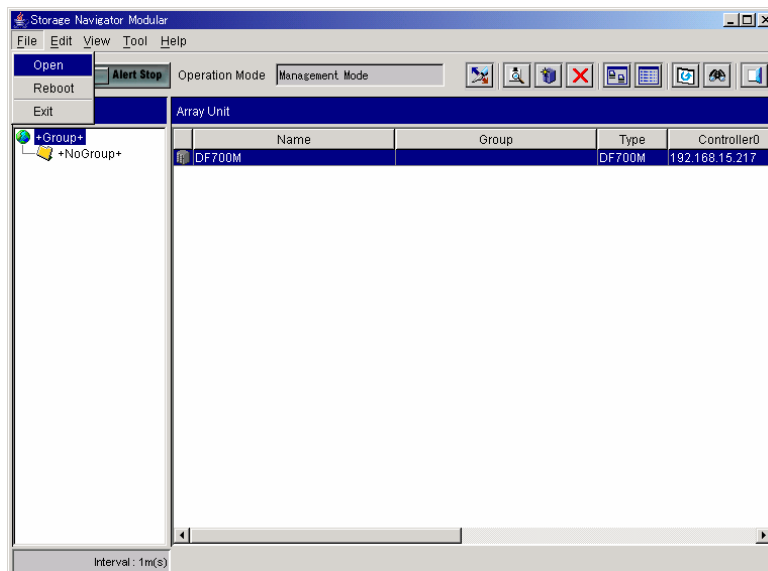 Storage Navigator Modular
File Edit View Tool Help
Open
Reboot
Exit
Alert Stop
Operation Mode
Management Mode
Array Unit
+Group+
+NoGroup+
Name Group Type Controller0
DF700M DF700M 192.168.15.217
Interval : 1m(s)